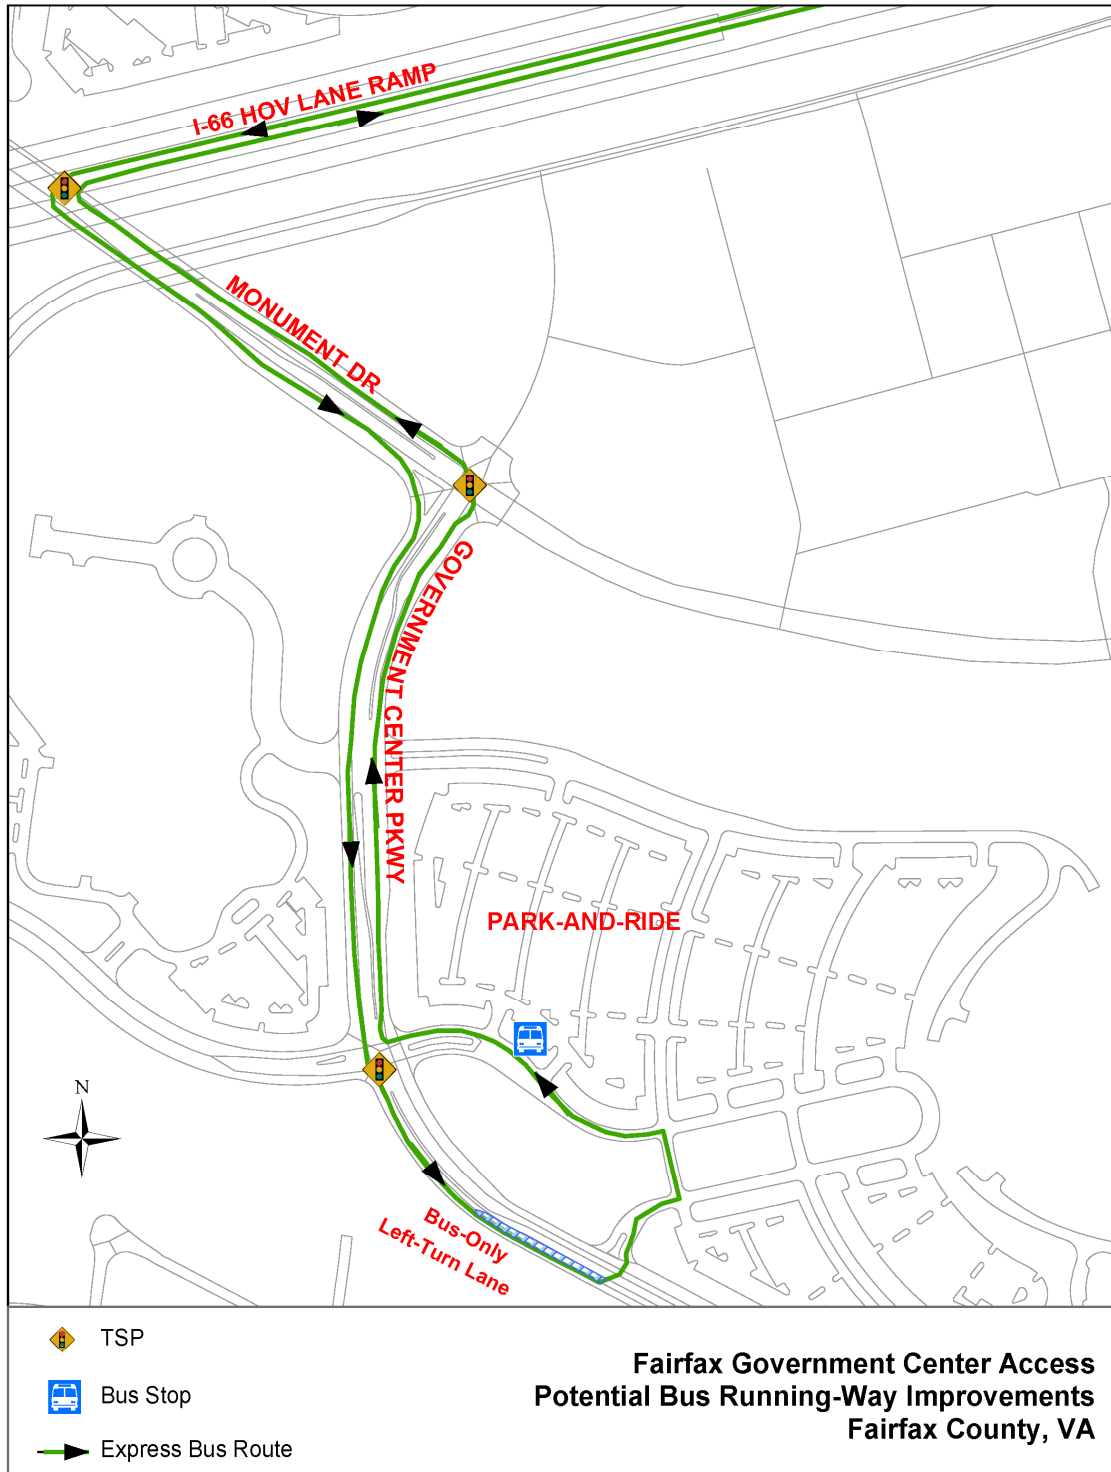 I-66 HOV LANE RAMP
MONUMENT DR
GOVERNMENT CENTER PKWY
PARK-AND-RIDE
N
Bus-Only
Left-Turn Lane
TSP
Bus Stop
Express Bus Route
Fairfax Government Center Access
Potential Bus Running-Way Improvements
Fairfax County, VA